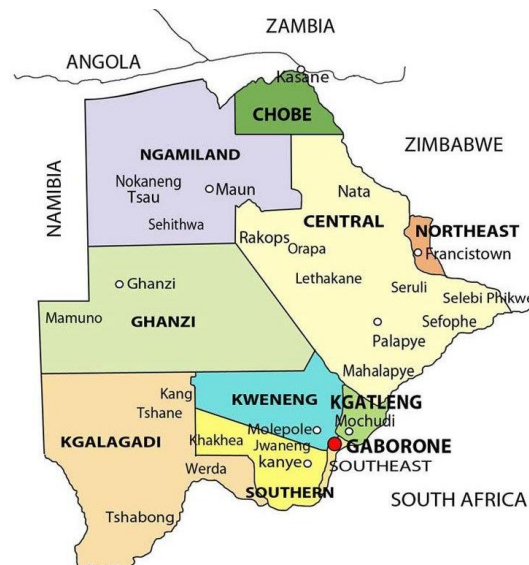 ZAMBIA
ANGOLA
Kasane
CHOBE
ZIMBABWE
NGAMILAND
NAMIBIA
Nokaneng
Tsau
Maun
Nata
Sehithwa
CENTRAL
NORTHEAST
Rakops
Orapa
Francistown
Lethakane
Ghanzi
Seruli
Selebi Phikwe
Mamuno
GHANZI
Sefophe
Palapye
Mahalapye
Kang
KWENENG
KGATLENG
Tshane
Mochudi
Molepole
KGALAGADI
Khakhea
Jwaneng
GABORONE
kanye
SOUTHEAST
Werda
SOUTHERN
SOUTH AFRICA
Tshabong